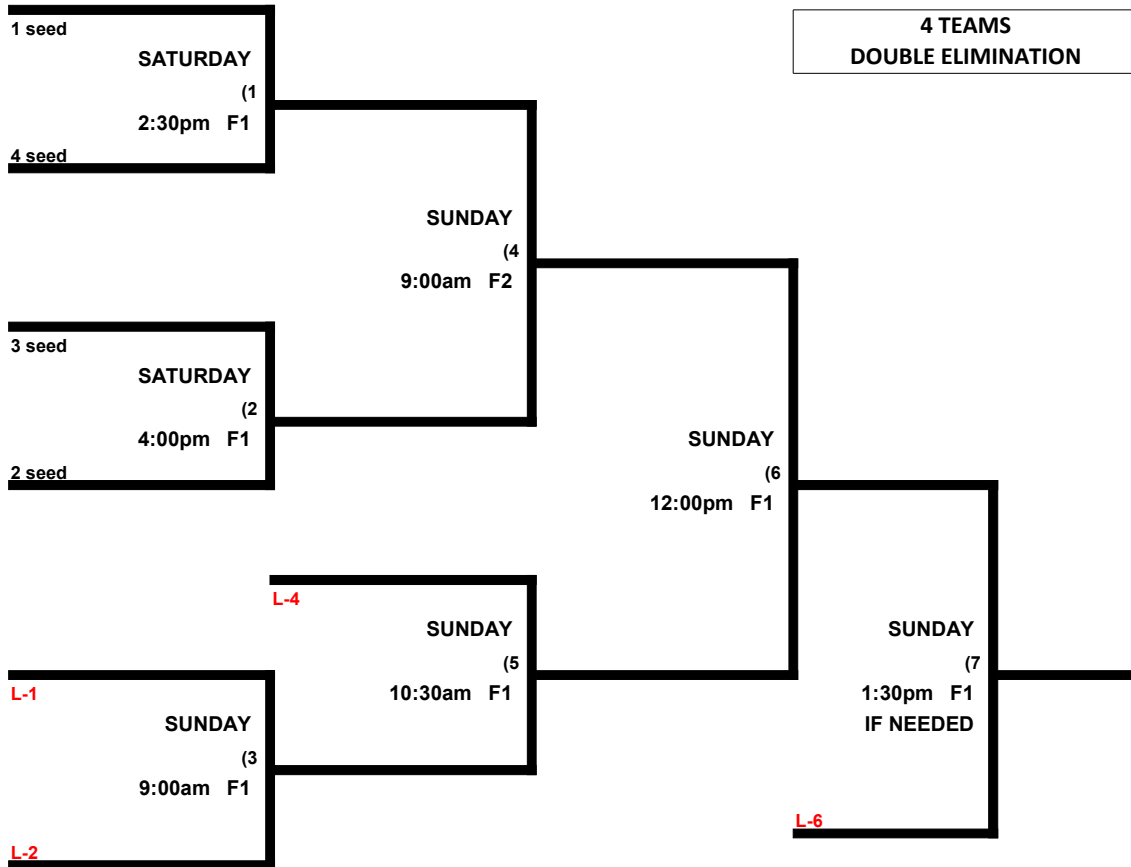 1 seed
4 TEAMS
DOUBLE ELIMINATION
SATURDAY
(1
2:30pm F1
4 seed
SUNDAY
(4
9:00am F2
3 seed
SATURDAY
(2
4:00pm F1
2 seed
SUNDAY
(6
12:00pm F1
L-4
SUNDAY
(5
10:30am F1
SUNDAY
(7
1:30pm F1
IF NEEDED
L-1
SUNDAY
(3
9:00am F1
L-6
L-2